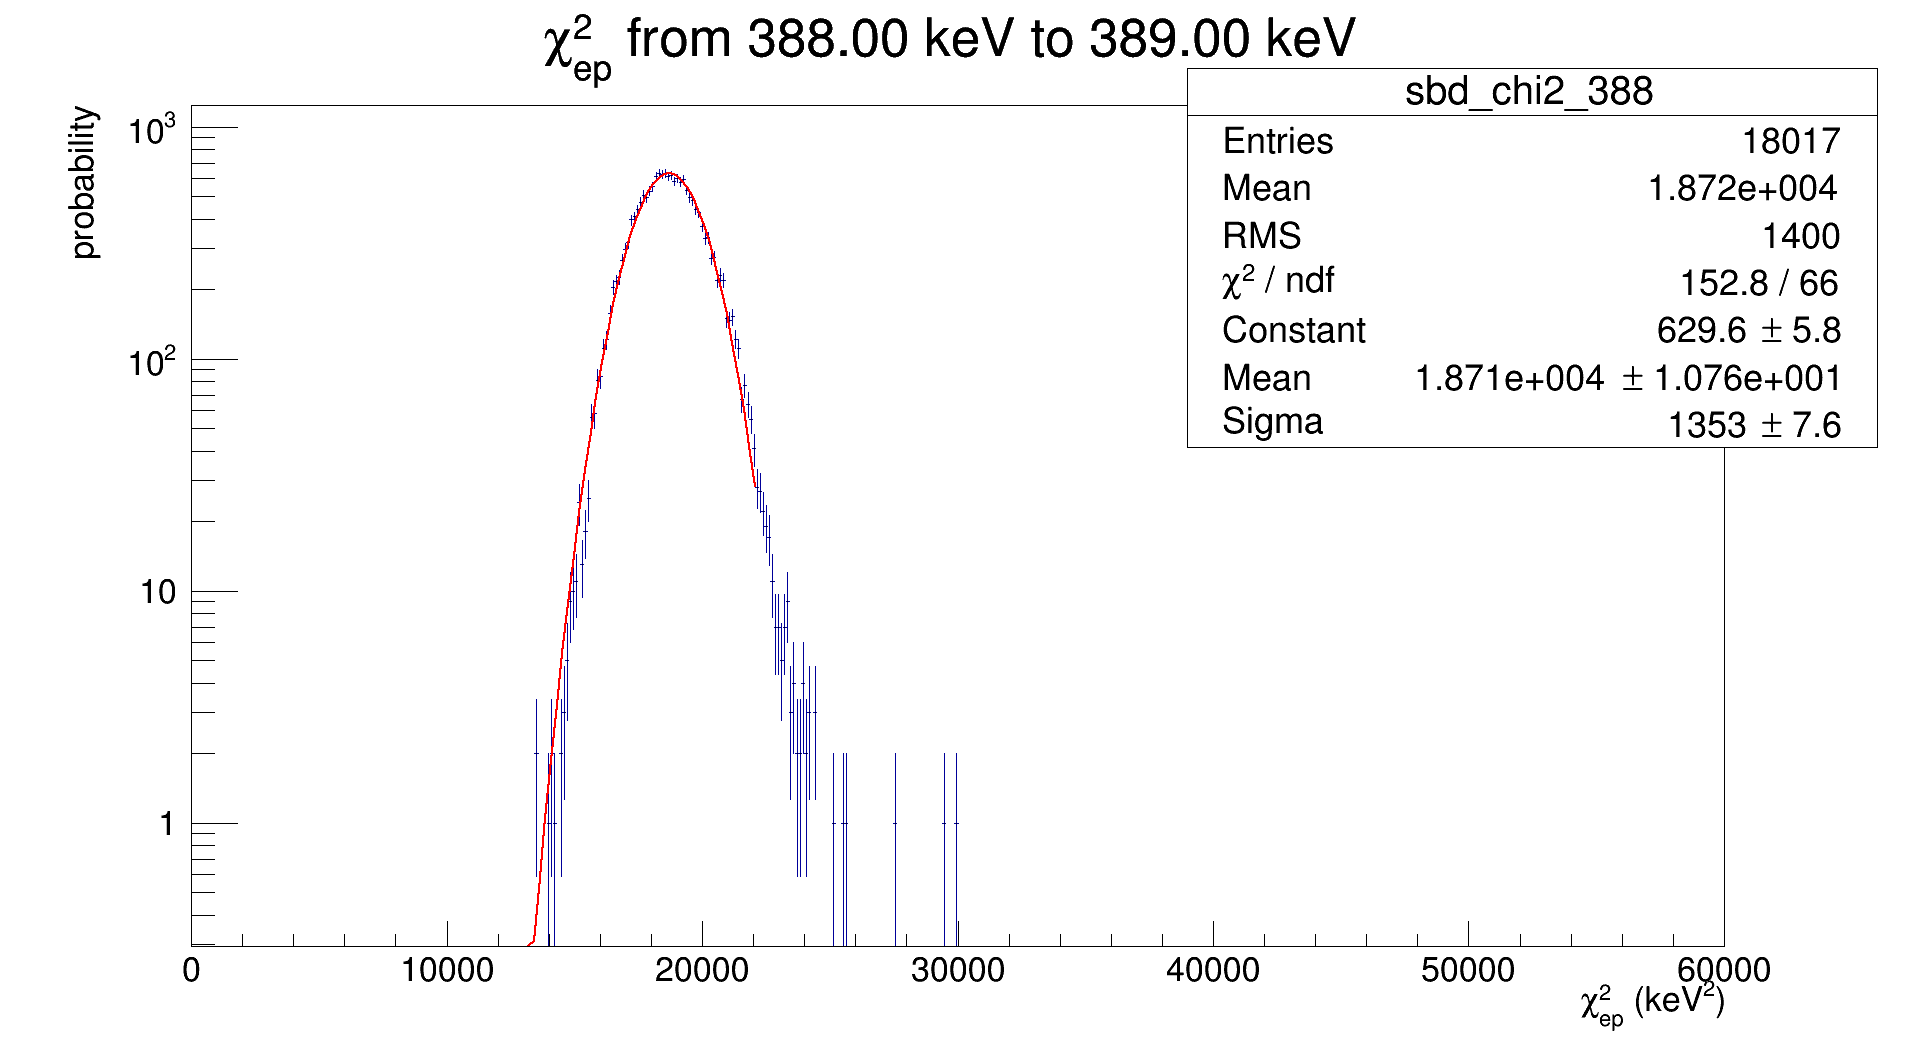 χ²ep from 388.00 keV to 389.00 keV
sbd_chi2_388
Entries 18017
Mean 1.872e+004
RMS 1400
χ² / ndf 152.8 / 66
Constant 629.6 ± 5.8
Mean 1.871e+004 ± 1.076e+001
Sigma 1353 ± 7.6
probability
10³
10²
10
1
0 10000 20000 30000 40000 50000 60000
χ²ep (keV²)